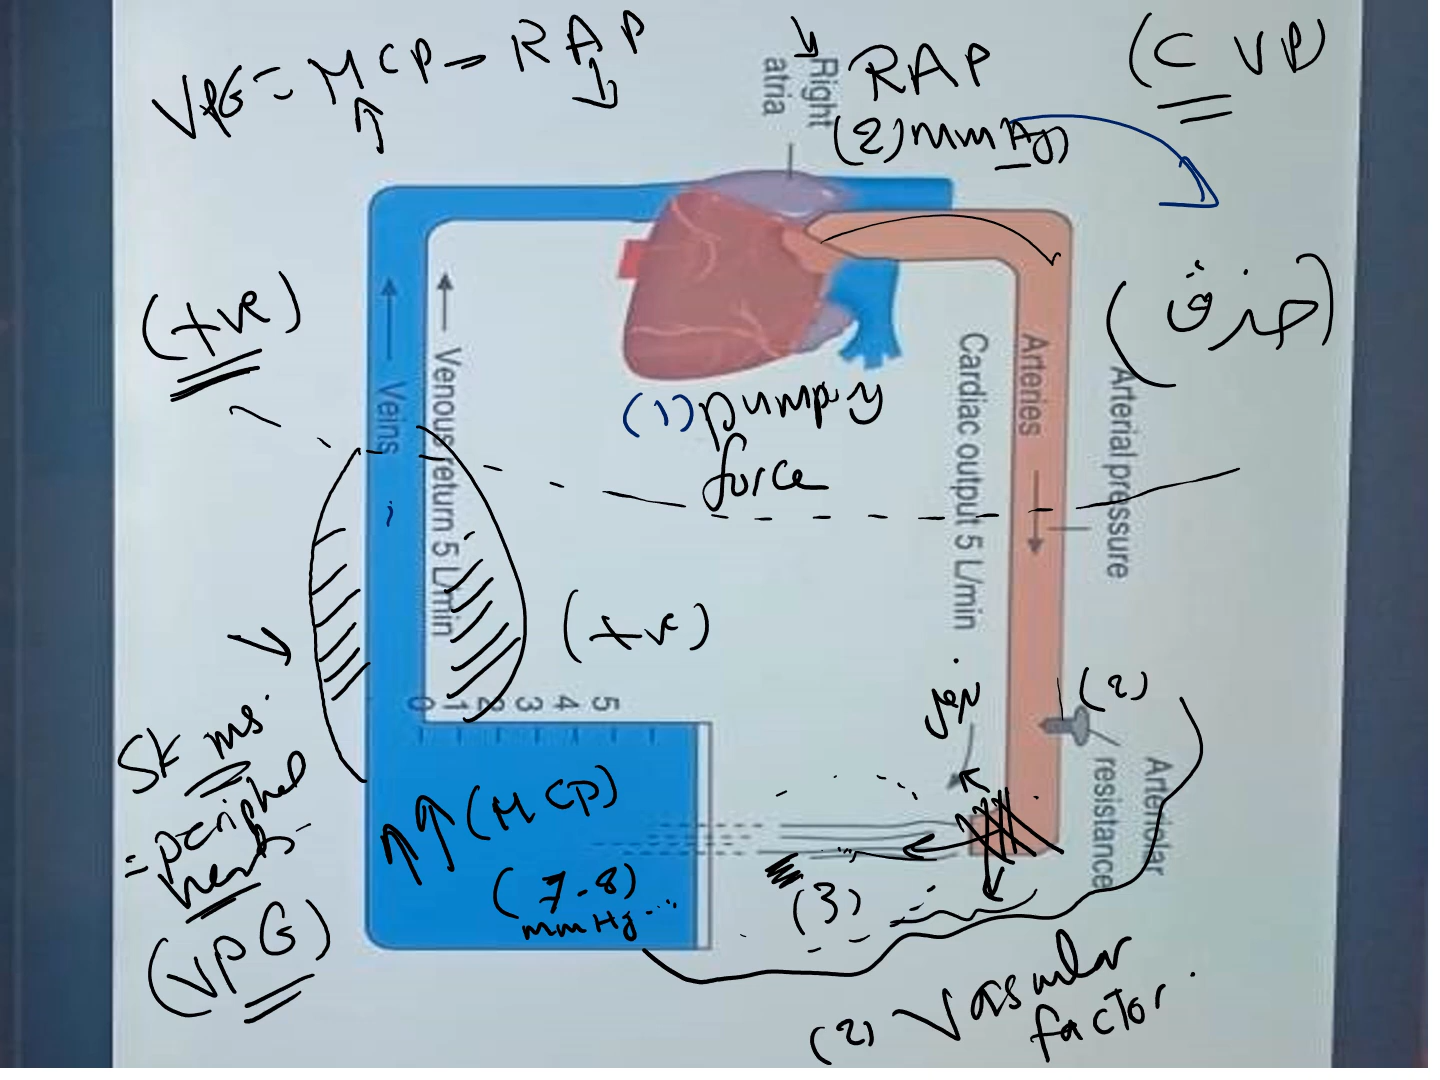 VPG = MCP - RAP
↑
↓
↓
RAP
(2) mmHg
(CVP)
Right
atria
(+ve)
(حذف)
Veins
Venous return 5 L/min
Cardiac output 5 L/min
Arteries
Arterial pressure
(1) pumpy
force
(+ve)
0 1 2 3 4 5
(2)
Arteriolar
resistance
Sk ms.
= peripheral
heart
(VPG)
↑↑ (MCP)
(7-8)
mmHg
(3)
(2) Vascular
factor.